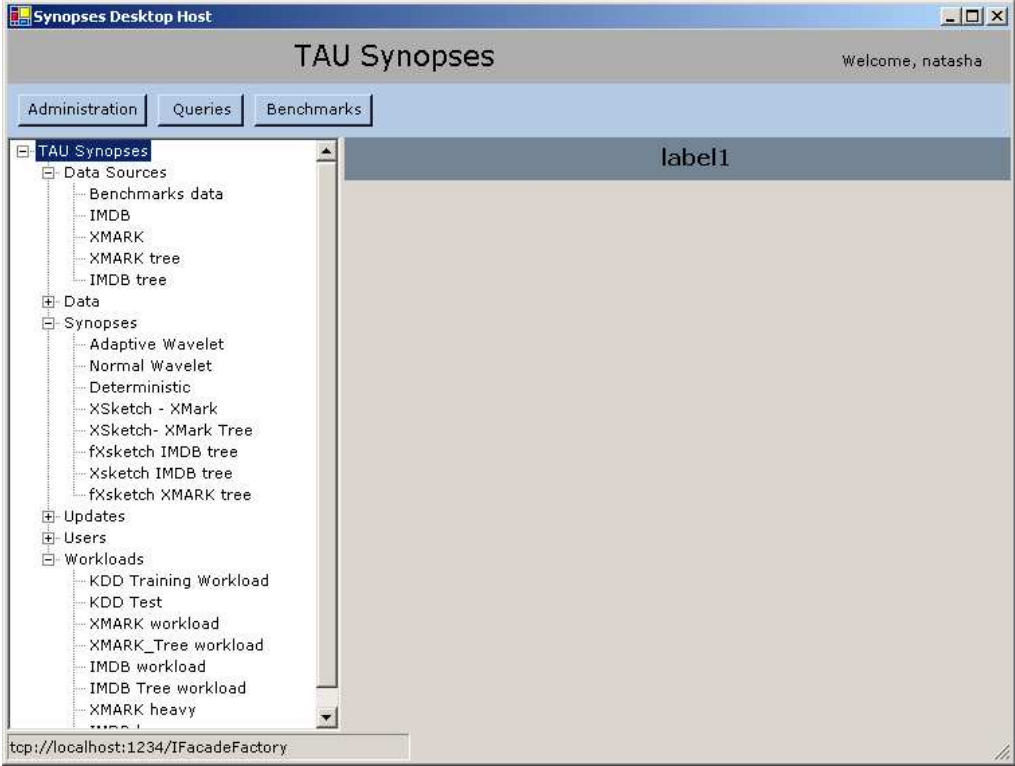 Synopses Desktop Host
TAU Synopses
Welcome, natasha
Administration
Queries
Benchmarks
TAU Synopses
label1
Data Sources
Benchmarks data
IMDB
XMARK
XMARK tree
IMDB tree
Data
Synopses
Adaptive Wavelet
Normal Wavelet
Deterministic
XSketch - XMark
XSketch- XMark Tree
fXsketch IMDB tree
Xsketch IMDB tree
fXsketch XMARK tree
Updates
Users
Workloads
KDD Training Workload
KDD Test
XMARK workload
XMARK_Tree workload
IMDB workload
IMDB Tree workload
XMARK heavy
tcp://localhost:1234/IFacadeFactory